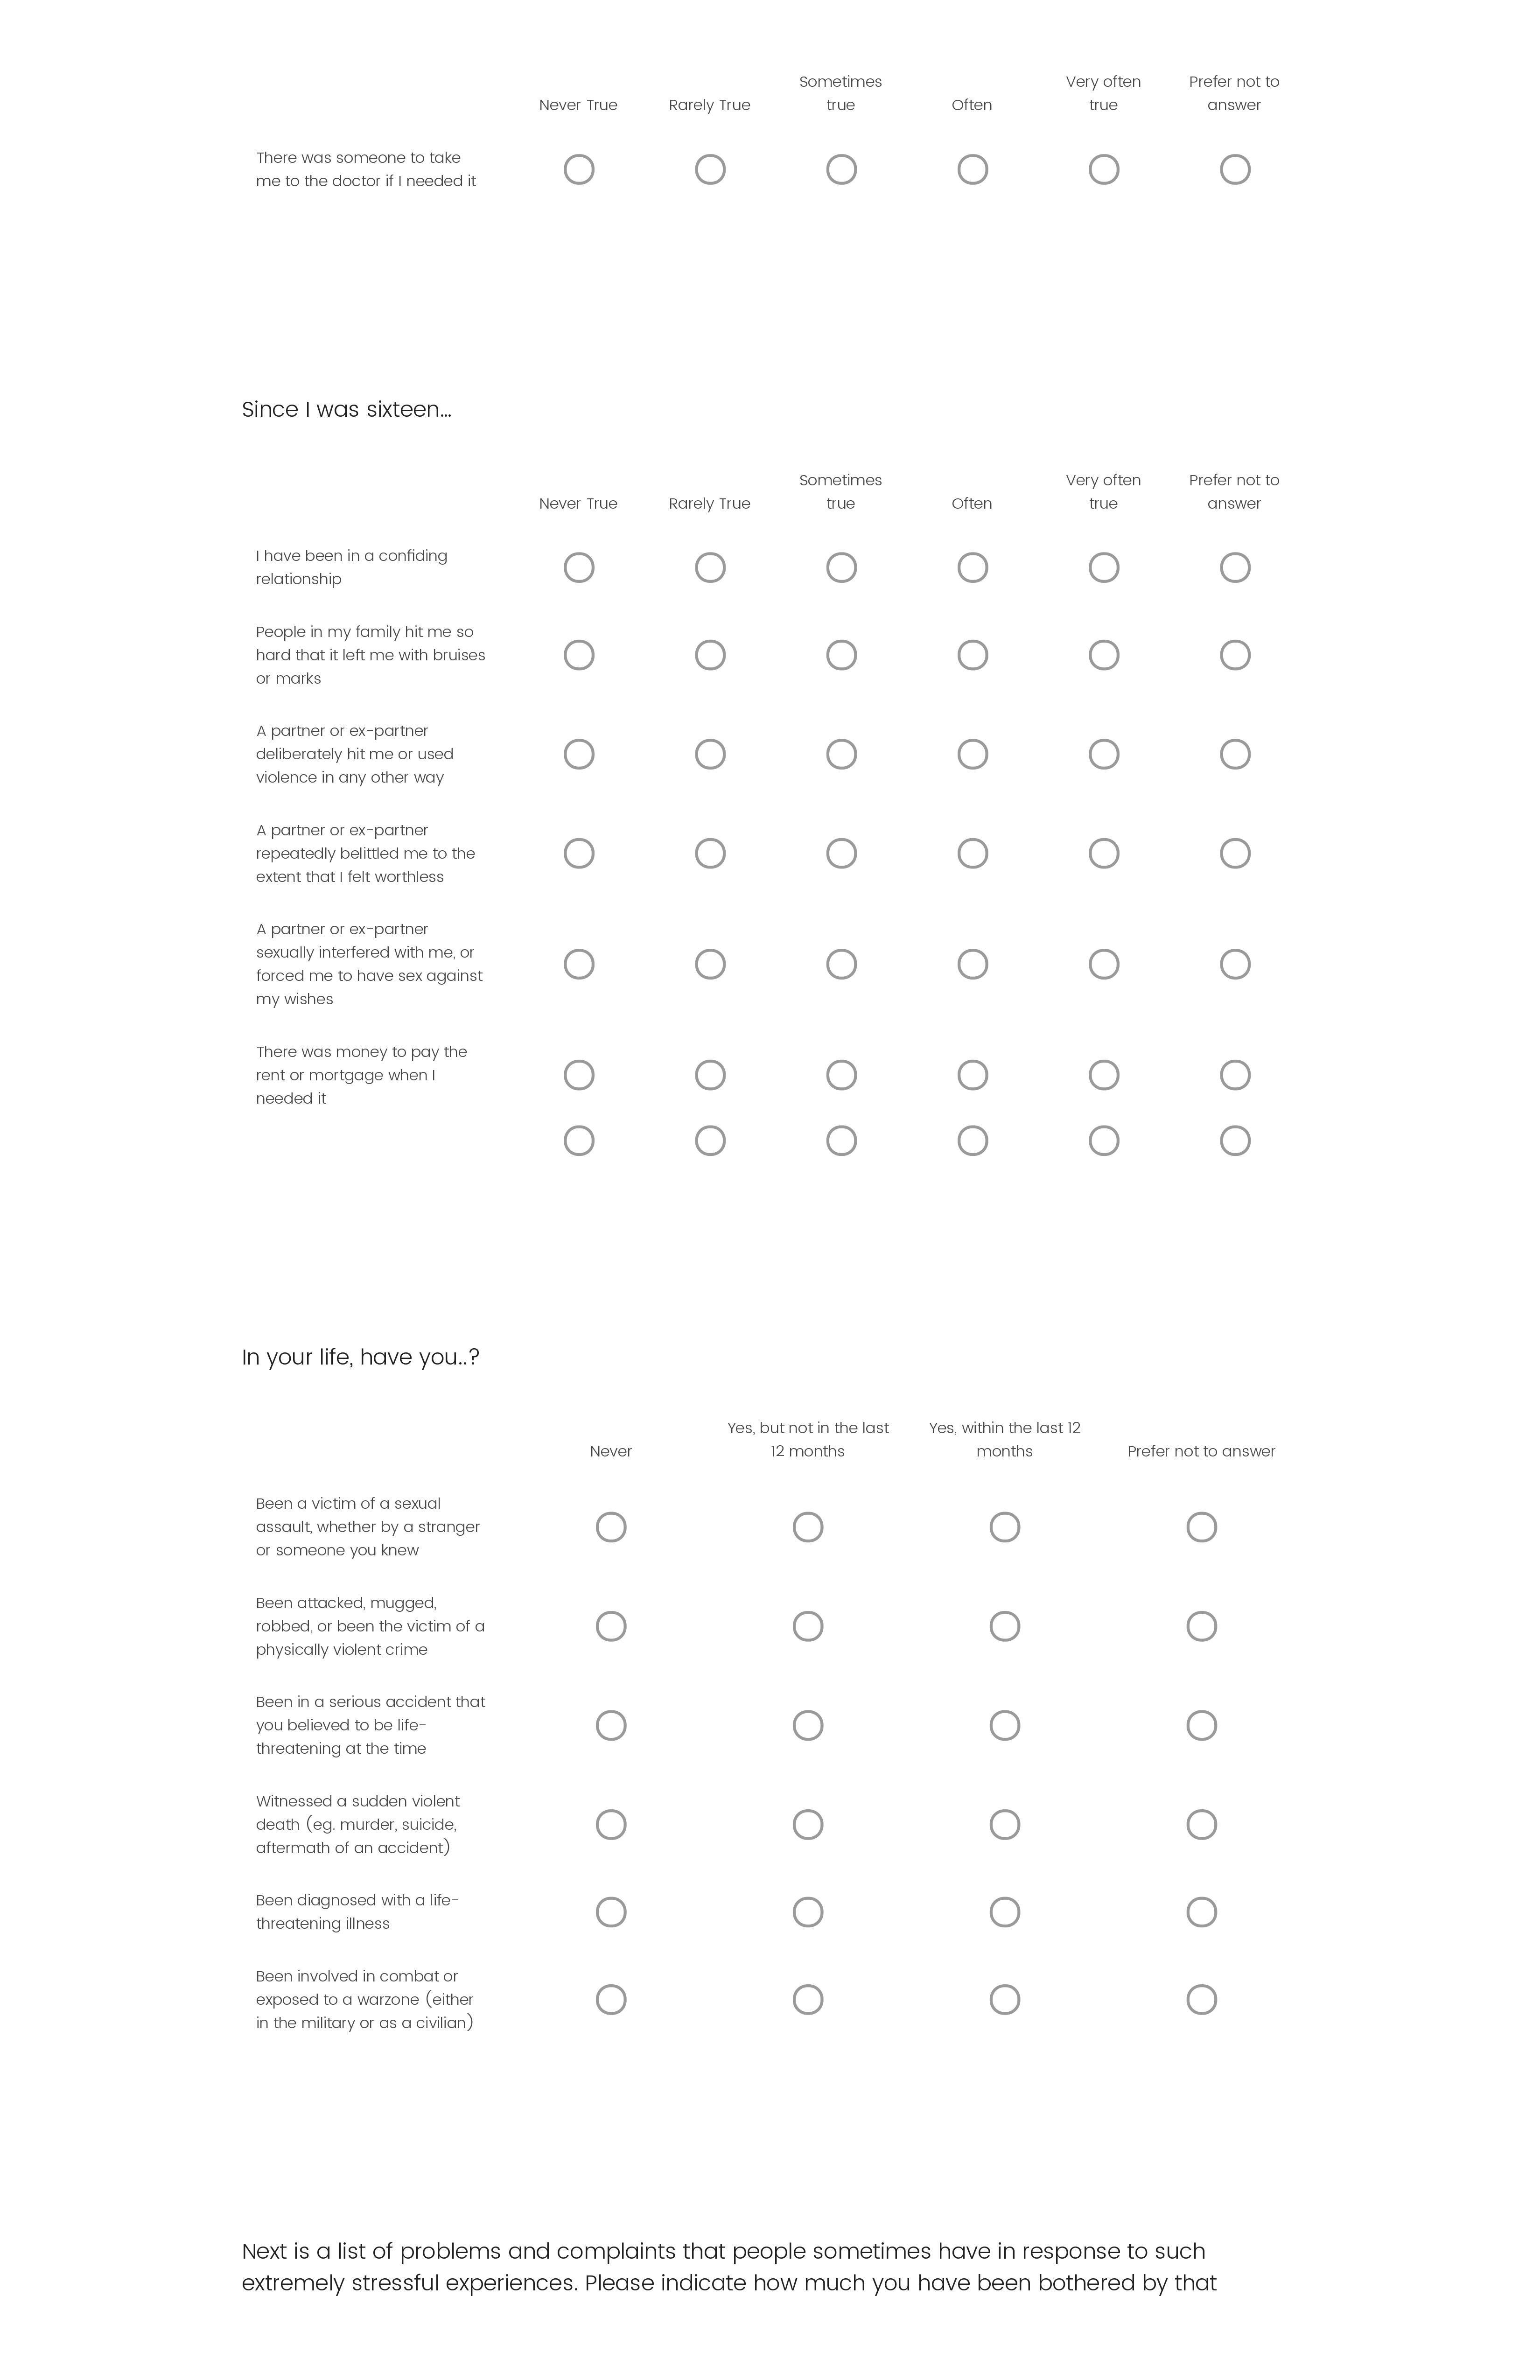 Never True Rarely True Sometimes true Often Very often true Prefer not to answer
There was someone to take
me to the doctor if I needed it
Since I was sixteen...
Never True Rarely True Sometimes true Often Very often true Prefer not to answer
I have been in a confiding
relationship
People in my family hit me so
hard that it left me with bruises
or marks
A partner or ex-partner
deliberately hit me or used
violence in any other way
A partner or ex-partner
repeatedly belittled me to the
extent that I felt worthless
A partner or ex-partner
sexually interfered with me, or
forced me to have sex against
my wishes
There was money to pay the
rent or mortgage when I
needed it
In your life, have you..?
Never Yes, but not in the last 12 months Yes, within the last 12 months Prefer not to answer
Been a victim of a sexual
assault, whether by a stranger
or someone you knew
Been attacked, mugged,
robbed, or been the victim of a
physically violent crime
Been in a serious accident that
you believed to be life-
threatening at the time
Witnessed a sudden violent
death (eg. murder, suicide,
aftermath of an accident)
Been diagnosed with a life-
threatening illness
Been involved in combat or
exposed to a warzone (either
in the military or as a civilian)
Next is a list of problems and complaints that people sometimes have in response to such
extremely stressful experiences. Please indicate how much you have been bothered by that